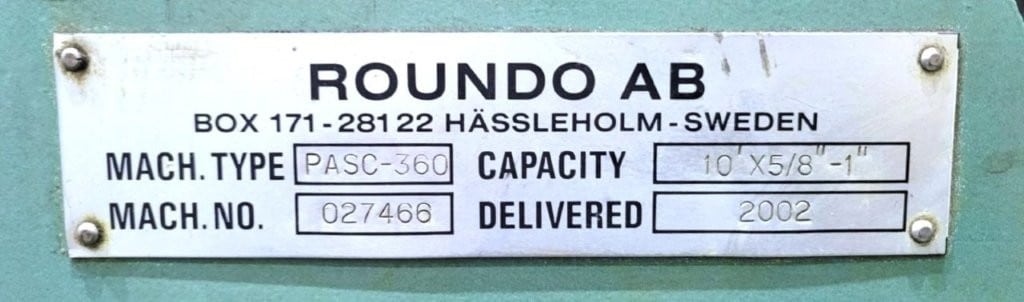 ROUNDO AB
BOX 171-28122 HÄSSLEHOLM-SWEDEN
MACH. TYPE PASC-360 CAPACITY 10'X5/8"-1"
MACH. NO. 027466 DELIVERED 2002